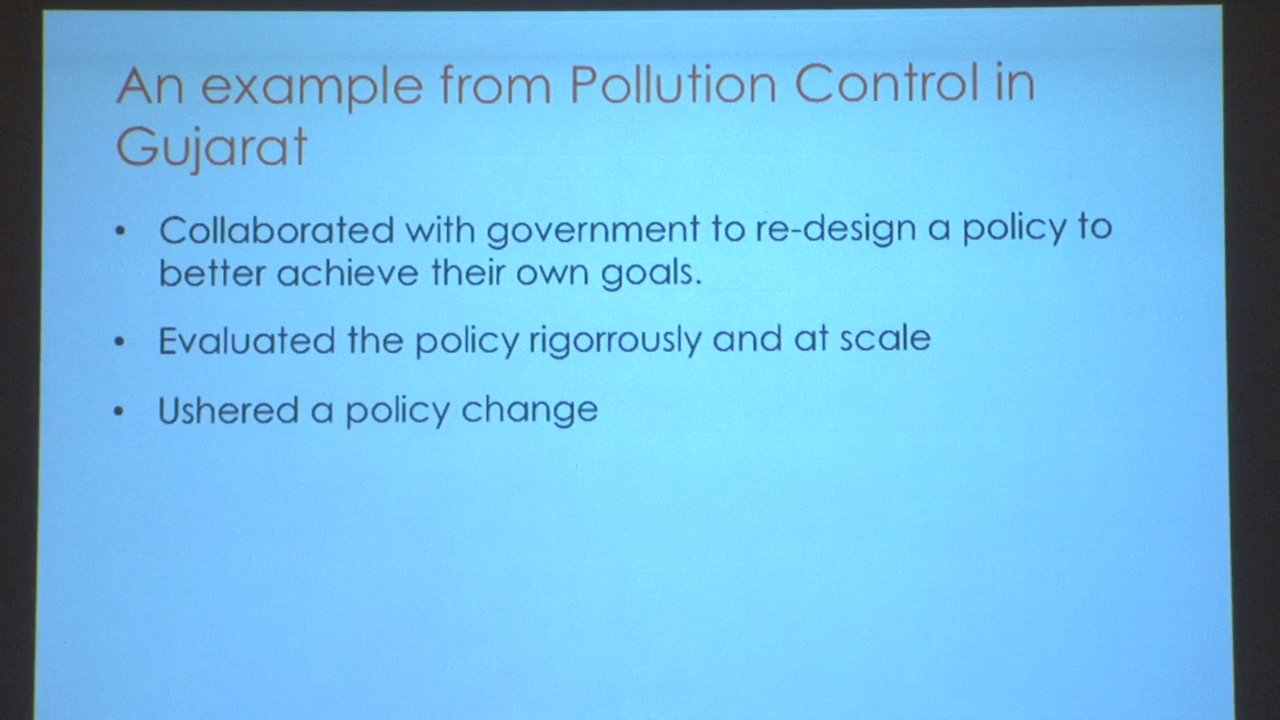 An example from Pollution Control in
Gujarat
• Collaborated with government to re-design a policy to
better achieve their own goals.
• Evaluated the policy rigorrously and at scale
• Ushered a policy change